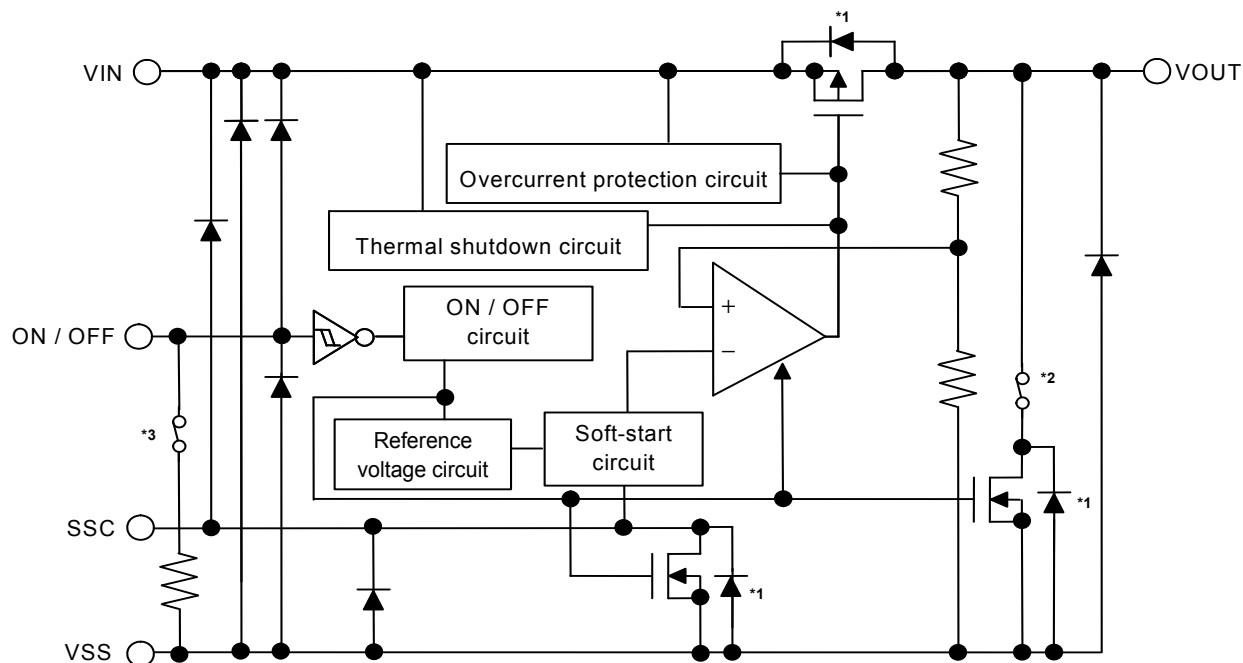 *1
VIN
VOUT
Overcurrent protection circuit
Thermal shutdown circuit
ON / OFF
circuit
+
ON / OFF
−
*2
*3
Reference
voltage circuit
Soft-start
circuit
*1
SSC
*1
VSS